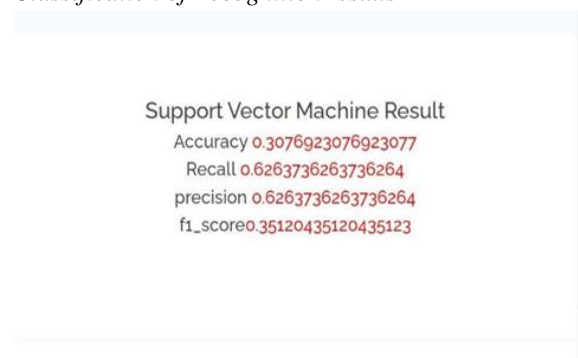 Support Vector Machine Result
Accuracy 0.3076923076923077
Recall 0.6263736263736264
precision 0.6263736263736264
f1_score0.35120435120435123